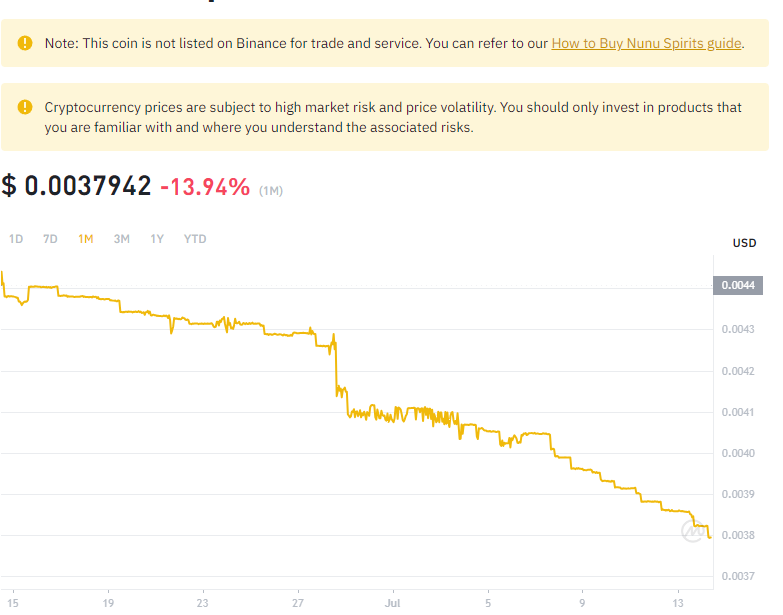 Note: This coin is not listed on Binance for trade and service. You can refer to our How to Buy Nunu Spirits guide.
Cryptocurrency prices are subject to high market risk and price volatility. You should only invest in products that
you are familiar with and where you understand the associated risks.
$ 0.0037942 -13.94% (1M)
1D 7D 1M 3M 1Y YTD
USD
0.0044
0.0043
0.0042
0.0041
0.0040
0.0039
0.0038
0.0037
15 19 23 27 Jul 5 9 13